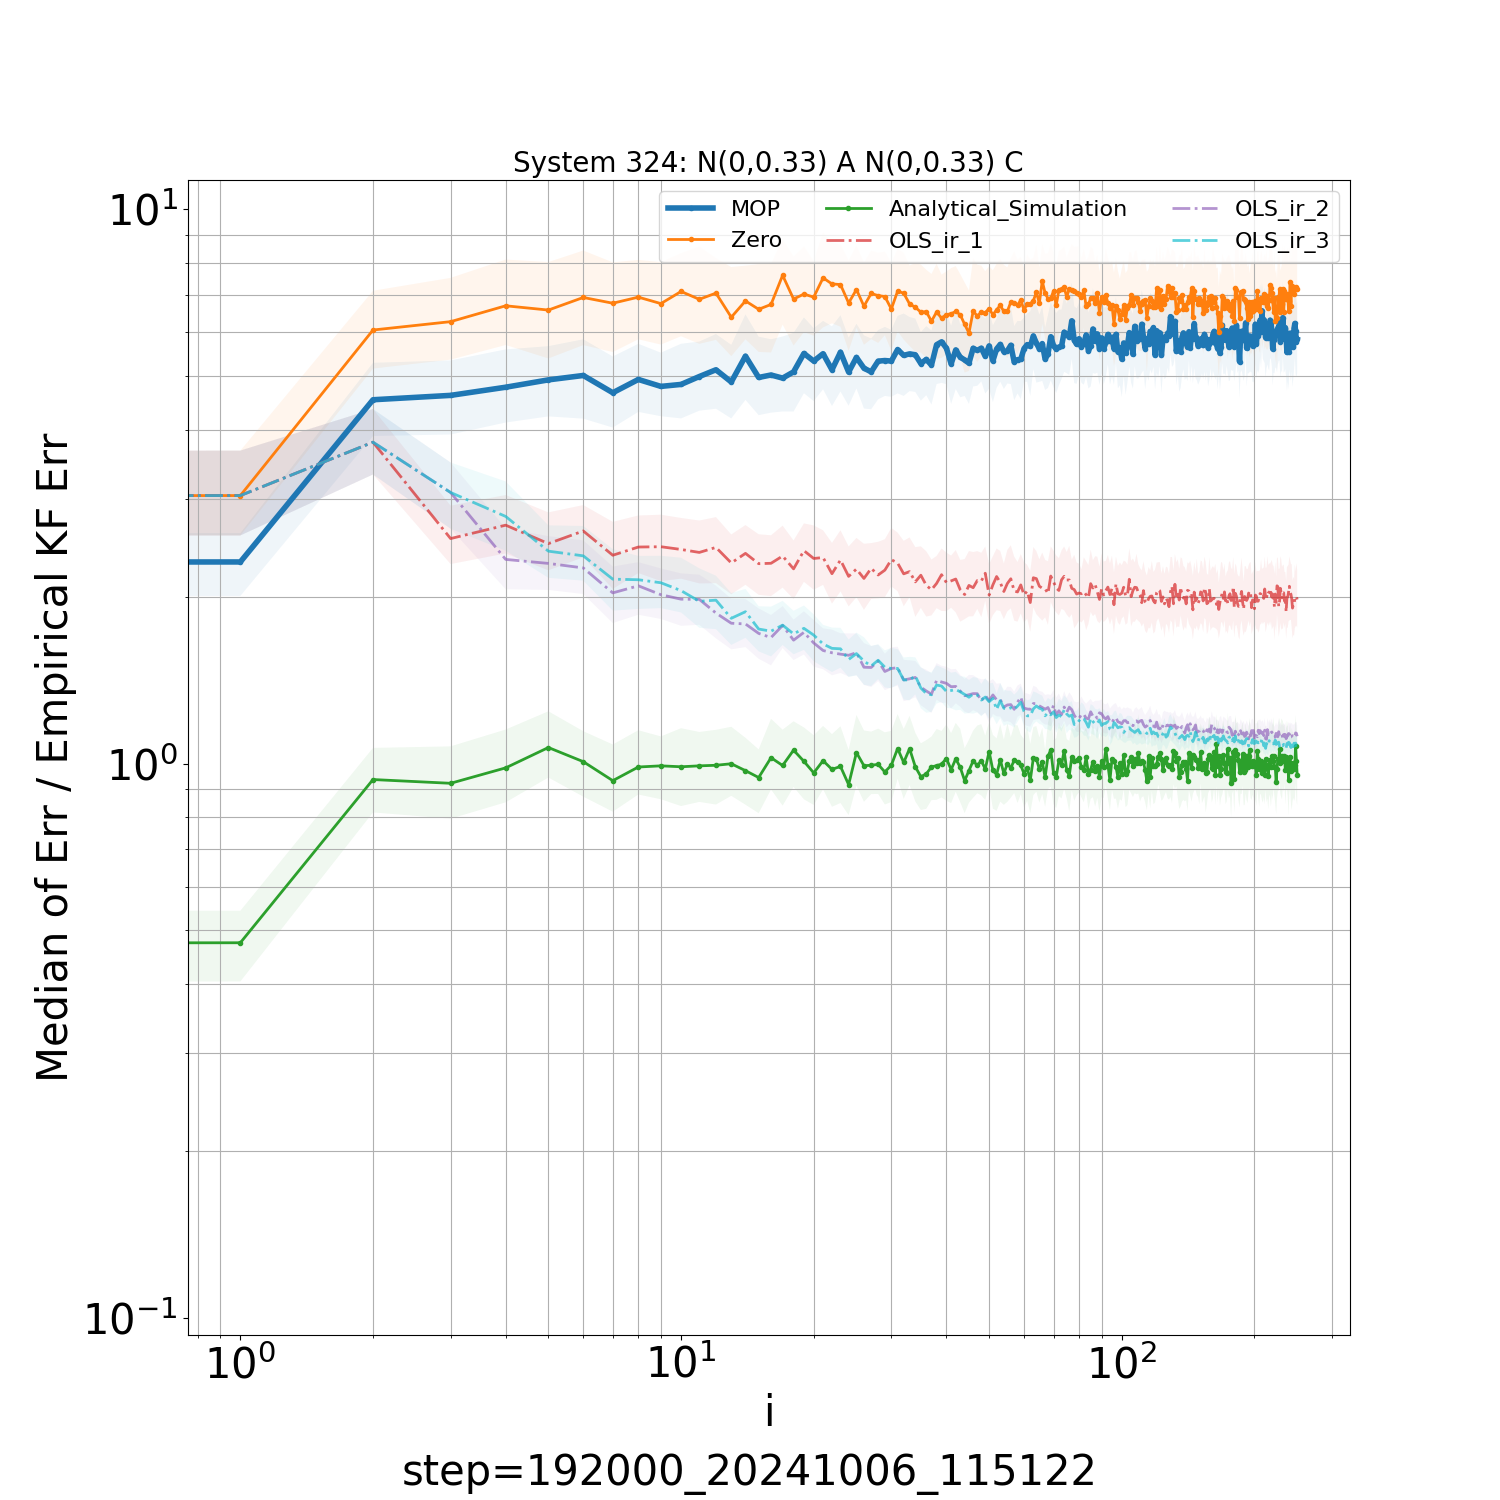 System 324: N(0,0.33) A N(0,0.33) C
MOP
Zero
Analytical_Simulation
OLS_ir_1
OLS_ir_2
OLS_ir_3
Median of Err / Empirical KF Err
10¹
10⁰
10⁻¹
10⁰ 10¹ 10²
i
step=192000_20241006_115122